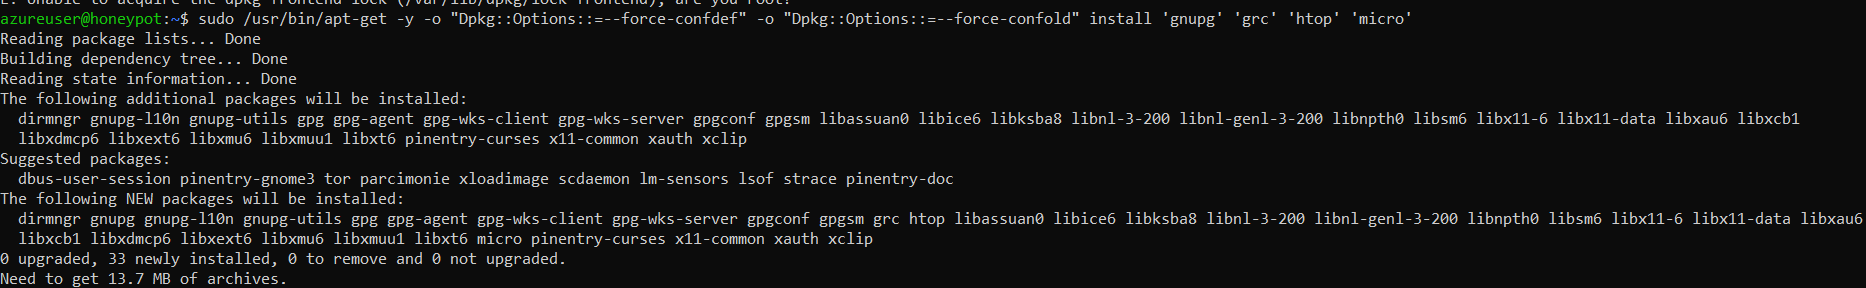 E: Unable to acquire the dpkg frontend lock (/var/lib/dpkg/lock-frontend), are you root?
azureuser@honeypot:~$ sudo /usr/bin/apt-get -y -o "Dpkg::Options::=--force-confdef" -o "Dpkg::Options::=--force-confold" install 'gnupg' 'grc' 'htop' 'micro'
Reading package lists... Done
Building dependency tree... Done
Reading state information... Done
The following additional packages will be installed:
  dirmngr gnupg-l10n gnupg-utils gpg gpg-agent gpg-wks-client gpg-wks-server gpgconf gpgsm libassuan0 libice6 libksba8 libnl-3-200 libnl-genl-3-200 libnpth0 libsm6 libx11-6 libx11-data libxau6 libxcb1
  libxdmcp6 libxext6 libxmu6 libxmuu1 libxt6 pinentry-curses x11-common xauth xclip
Suggested packages:
  dbus-user-session pinentry-gnome3 tor parcimonie xloadimage scdaemon lm-sensors lsof strace pinentry-doc
The following NEW packages will be installed:
  dirmngr gnupg gnupg-l10n gnupg-utils gpg gpg-agent gpg-wks-client gpg-wks-server gpgconf gpgsm grc htop libassuan0 libice6 libksba8 libnl-3-200 libnl-genl-3-200 libnpth0 libsm6 libx11-6 libx11-data libxau6
  libxcb1 libxdmcp6 libxext6 libxmu6 libxmuu1 libxt6 micro pinentry-curses x11-common xauth xclip
0 upgraded, 33 newly installed, 0 to remove and 0 not upgraded.
Need to get 13.7 MB of archives.